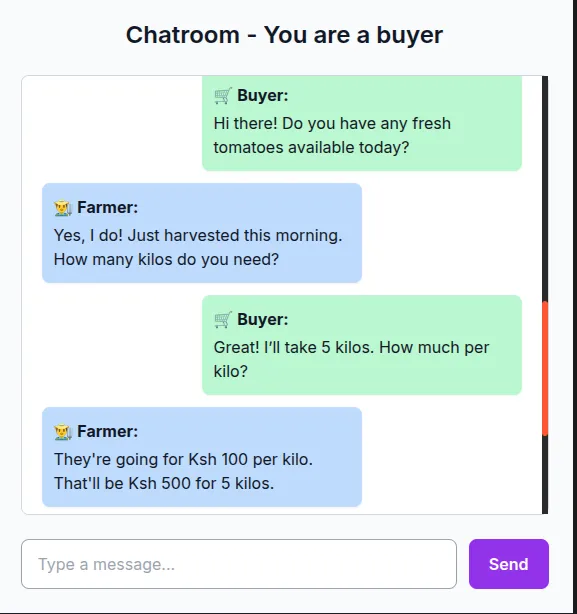 Chatroom - You are a buyer
🛒 Buyer:
Hi there! Do you have any fresh
tomatoes available today?
👨‍🌾 Farmer:
Yes, I do! Just harvested this morning.
How many kilos do you need?
🛒 Buyer:
Great! I’ll take 5 kilos. How much per
kilo?
👨‍🌾 Farmer:
They're going for Ksh 100 per kilo.
That'll be Ksh 500 for 5 kilos.
Type a message...
Send